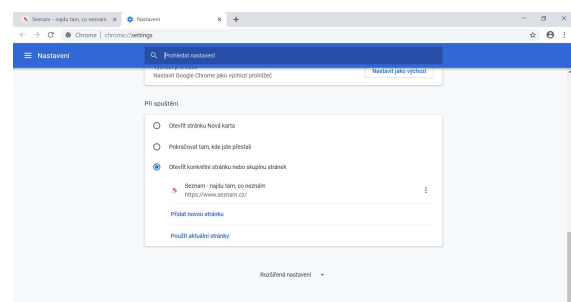 Seznam - najdu tam, co neznám
Nastavení
Chrome | chrome://settings
Nastavení
Prohledat nastavení
Výchozí prohlížeč
Nastavit Google Chrome jako výchozí prohlížeč
Nastavit jako výchozí
Při spuštění
Otevřít stránku Nová karta
Pokračovat tam, kde jste přestali
Otevřít konkrétní stránku nebo skupinu stránek
Seznam - najdu tam, co neznám
https://www.seznam.cz/
Přidat novou stránku
Použít aktuální stránky
Rozšířená nastavení